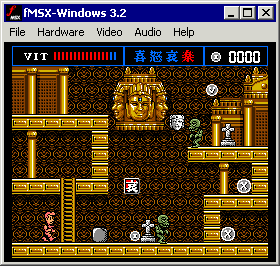 fMSX-Windows 3.2
File Hardware Video Audio Help
VIT 喜怒哀楽 0000
哀